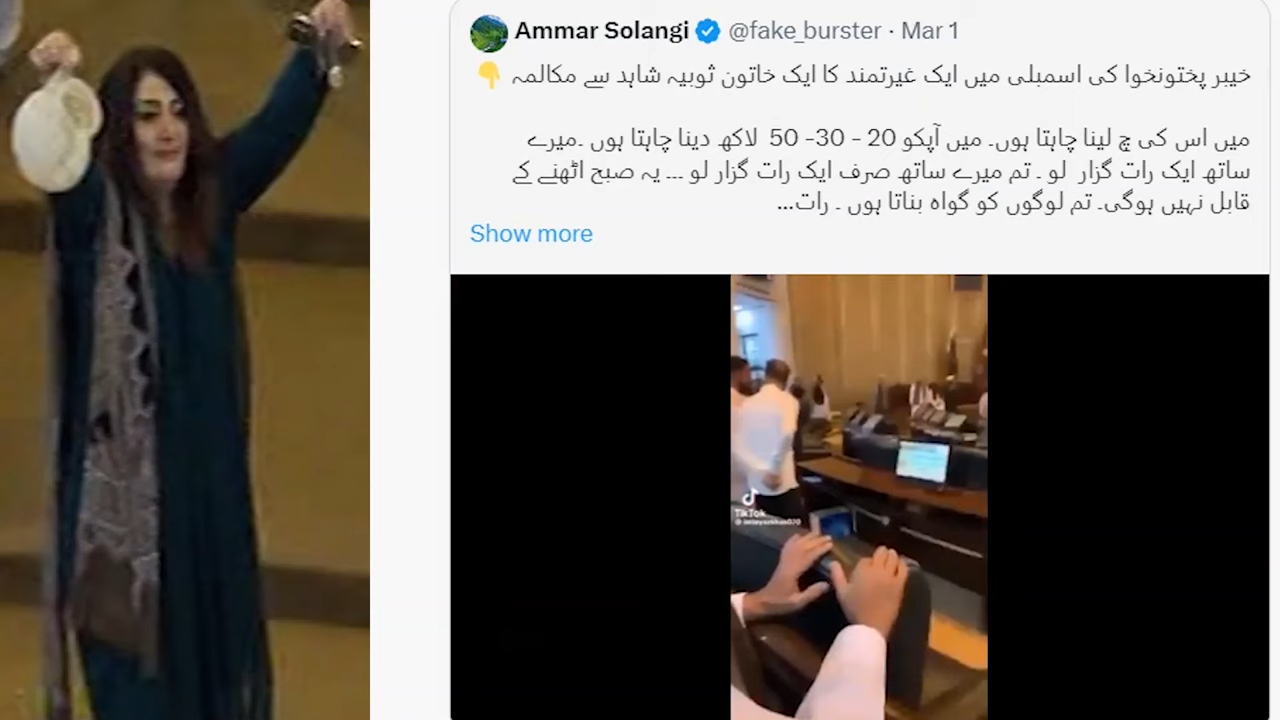 Ammar Solangi @fake_burster · Mar 1
خیبر پختونخوا کی اسمبلی میں ایک غیرتمند کا ایک خاتون ثوبیہ شاہد سے مکالمہ 👇
میں اس کی چ لینا چاہتا ہوں۔ میں آپکو 20 - 30- 50 لاکھ دینا چاہتا ہوں ۔میرے
ساتھ ایک رات گزار لو ۔ تم میرے ساتھ صرف ایک رات گزار لو ... یہ صبح اٹھنے کے
قابل نہیں ہوگی۔ تم لوگوں کو گواہ بناتا ہوں ۔ رات...
Show more
TikTok